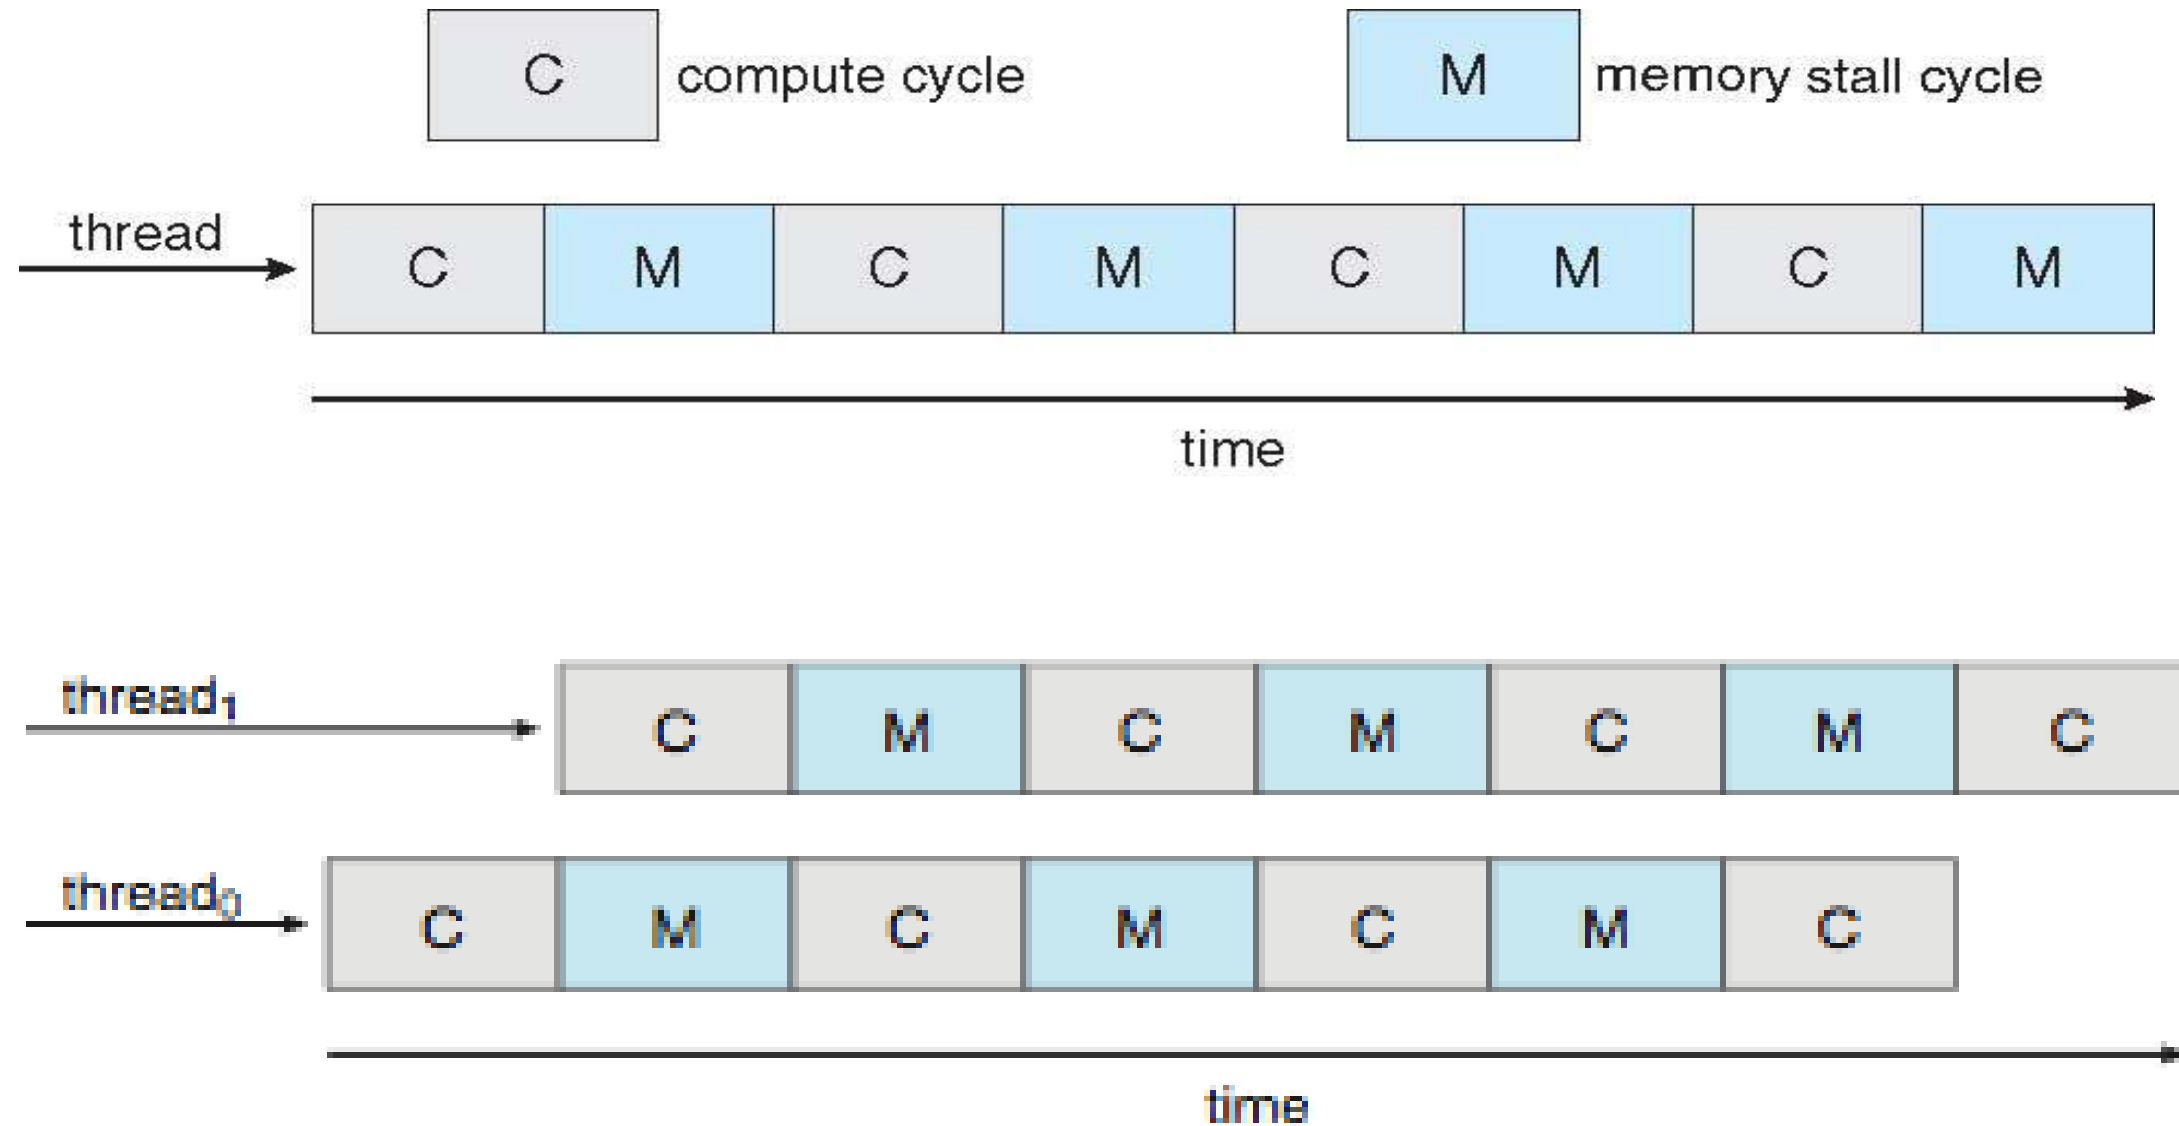 C compute cycle M memory stall cycle
thread
C M C M C M C M
time
thread1
C M C M C M C
thread0
C M C M C M C
time